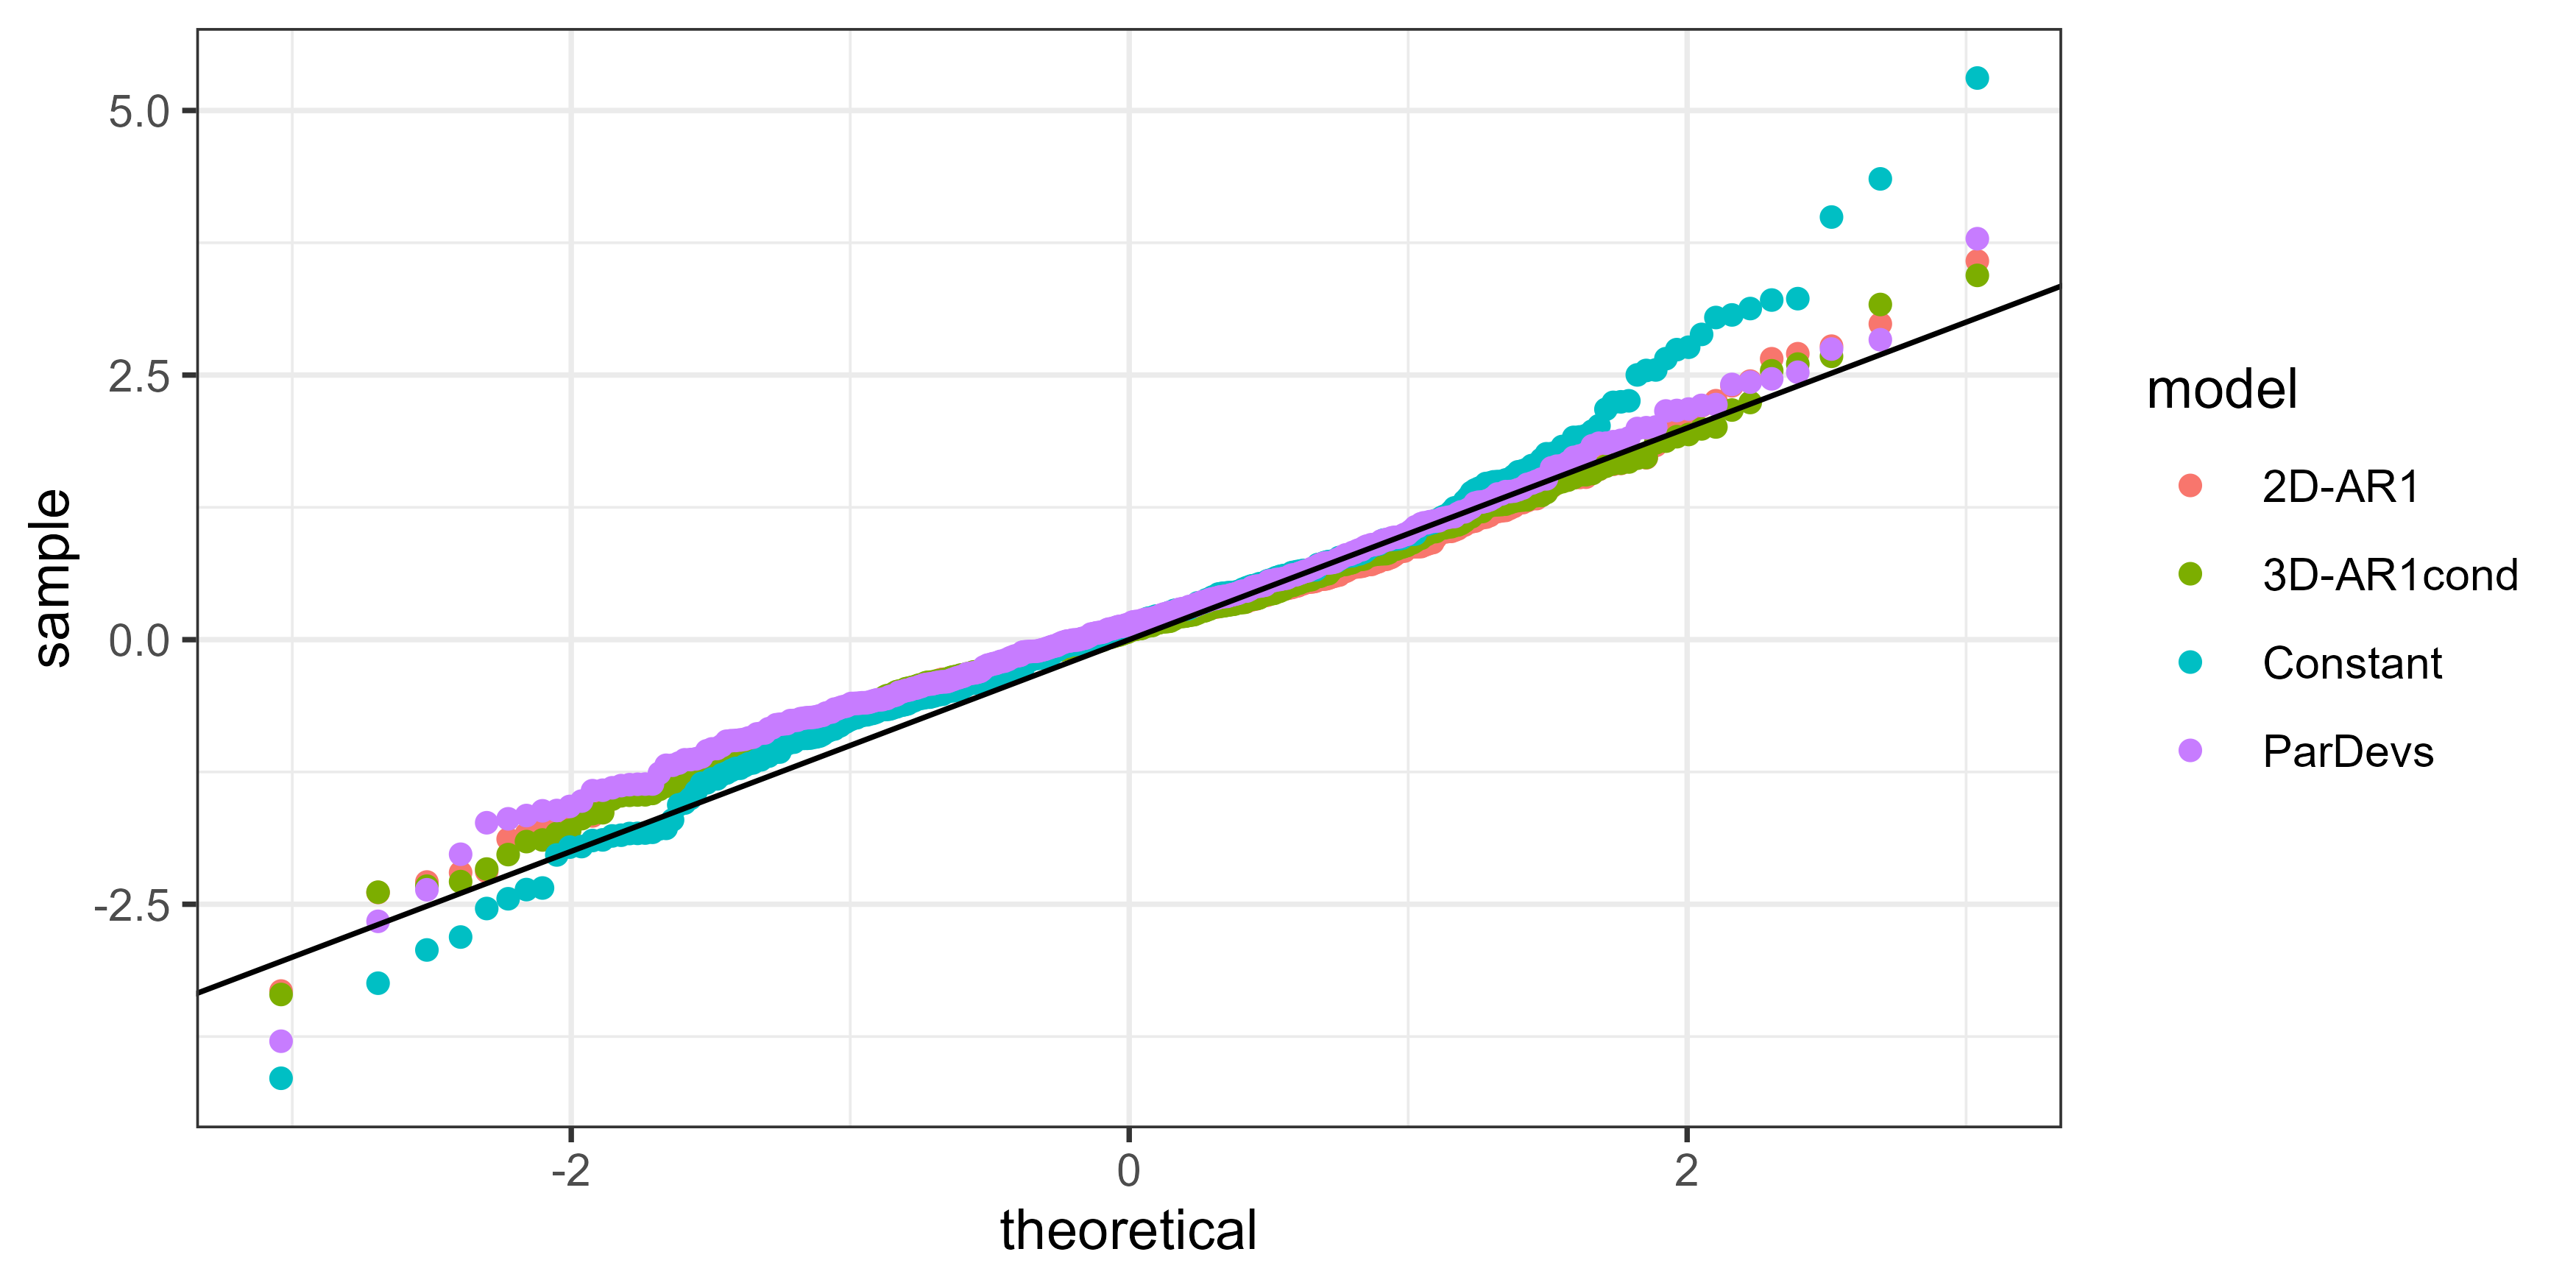 5.0
2.5
0.0
-2.5
sample
-2
0
2
theoretical
model
2D-AR1
3D-AR1cond
Constant
ParDevs